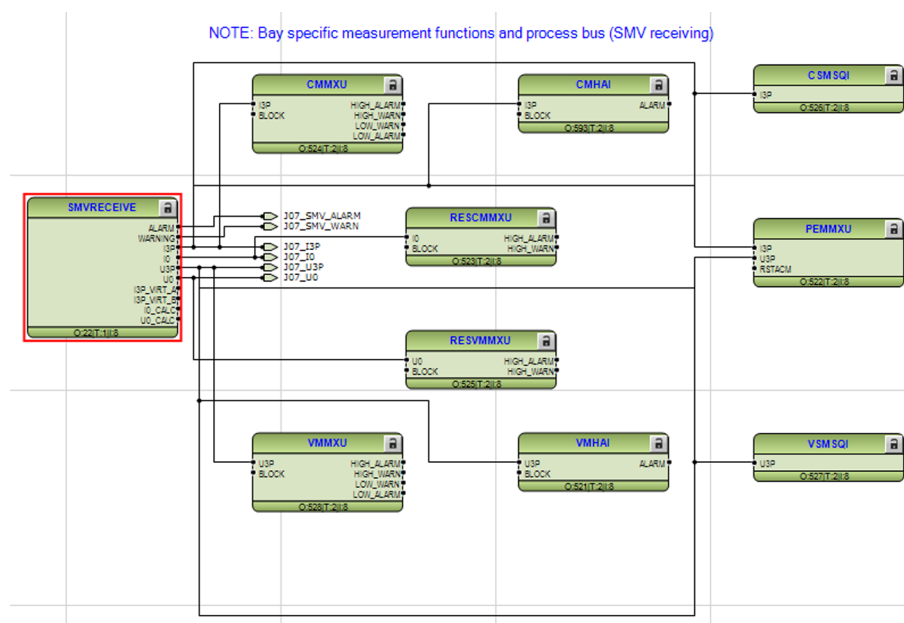 NOTE: Bay specific measurement functions and process bus (SMV receiving)
CMMXU
I3P
BLOCK
HIGH_ALARM
HIGH_WARN
LOW_WARN
LOW_ALARM
O:524|T:2|I:8
CMHAI
I3P
BLOCK
ALARM
O:593|T:2|I:8
CSMSQI
I3P
O:526|T:2|I:8
SMVRECEIVE
ALARM
WARNING
I3P
I0
U3P
U0
I3P_VIRT_A
I3P_VIRT_B
I0_CALC
U0_CALC
O:22|T:1|I:8
J07_SMV_ALARM
J07_SMV_WARN
J07_I3P
J07_I0
J07_U3P
J07_U0
RESCMMXU
I0
BLOCK
HIGH_ALARM
HIGH_WARN
O:523|T:2|I:8
PEMMXU
I3P
U3P
RSTACM
O:522|T:2|I:8
RESVMMXU
U0
BLOCK
HIGH_ALARM
HIGH_WARN
O:525|T:2|I:8
VMMXU
U3P
BLOCK
HIGH_ALARM
HIGH_WARN
LOW_WARN
LOW_ALARM
O:528|T:2|I:8
VMHAI
U3P
BLOCK
ALARM
O:521|T:2|I:8
VSMSQI
U3P
O:527|T:2|I:8